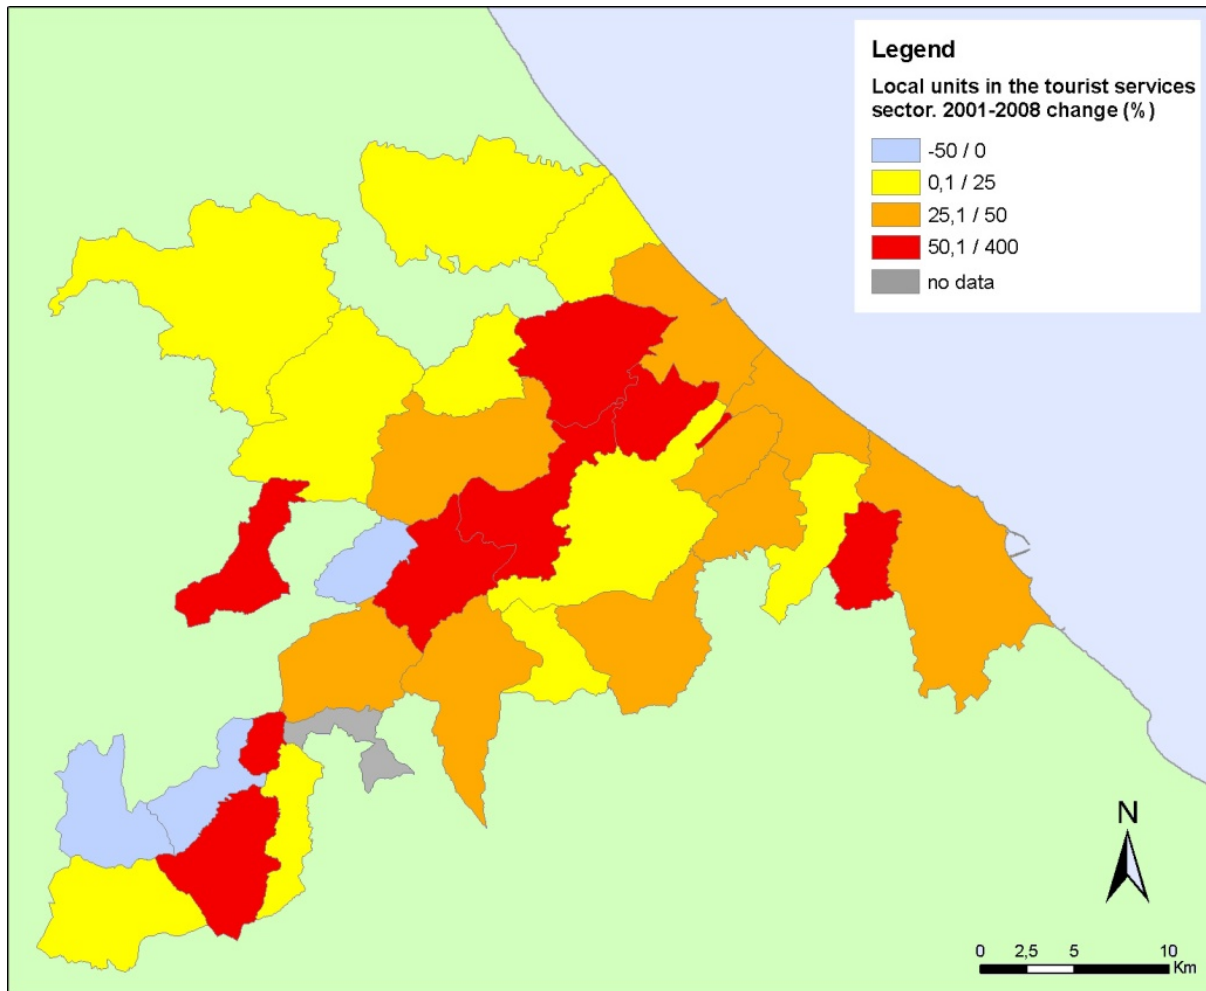 Legend
Local units in the tourist services
sector. 2001-2008 change (%)
-50 / 0
0,1 / 25
25,1 / 50
50,1 / 400
no data
N
0 2,5 5 10
Km